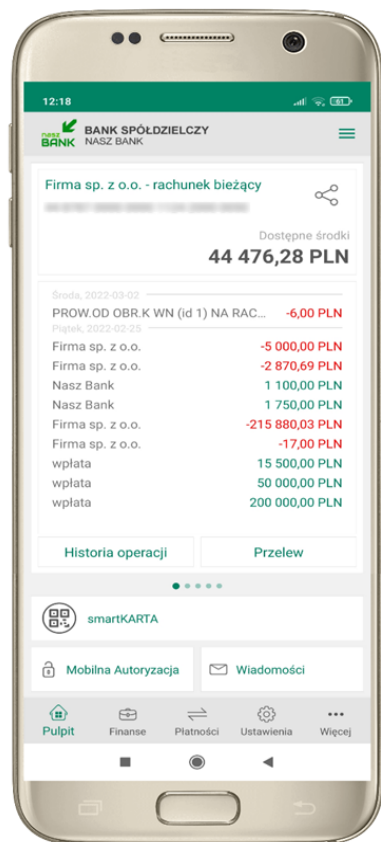 12:18
61
nasz BANK
BANK SPÓŁDZIELCZY
NASZ BANK
Firma sp. z o.o. - rachunek bieżący
Dostępne środki
44 476,28 PLN
Środa, 2022-03-02
PROW.OD OBR.K WN (id 1) NA RAC... -6,00 PLN
Piątek, 2022-02-25
Firma sp. z o.o. -5 000,00 PLN
Firma sp. z o.o. -2 870,69 PLN
Nasz Bank 1 100,00 PLN
Nasz Bank 1 750,00 PLN
Firma sp. z o.o. -215 880,03 PLN
Firma sp. z o.o. -17,00 PLN
wpłata 15 500,00 PLN
wpłata 50 000,00 PLN
wpłata 200 000,00 PLN
Historia operacji Przelew
smartKARTA
Mobilna Autoryzacja Wiadomości
Pulpit Finanse Płatności Ustawienia Więcej